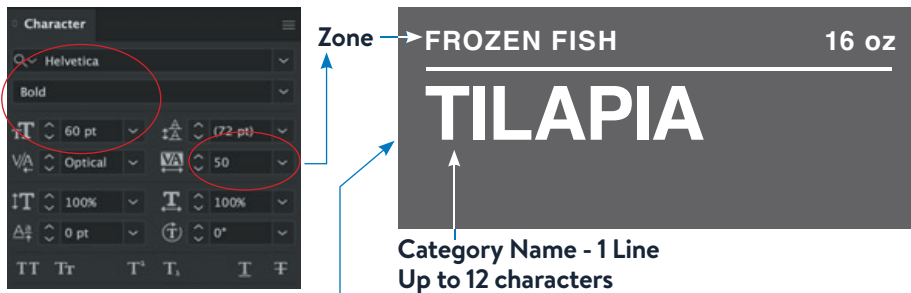 Character
Helvetica
Bold
60 pt
(72 pt)
Optical
50
100%
100%
0 pt
0°
TT Tт T¹ T₁ T T
Zone
FROZEN FISH 16 oz
TILAPIA
Category Name - 1 Line
Up to 12 characters